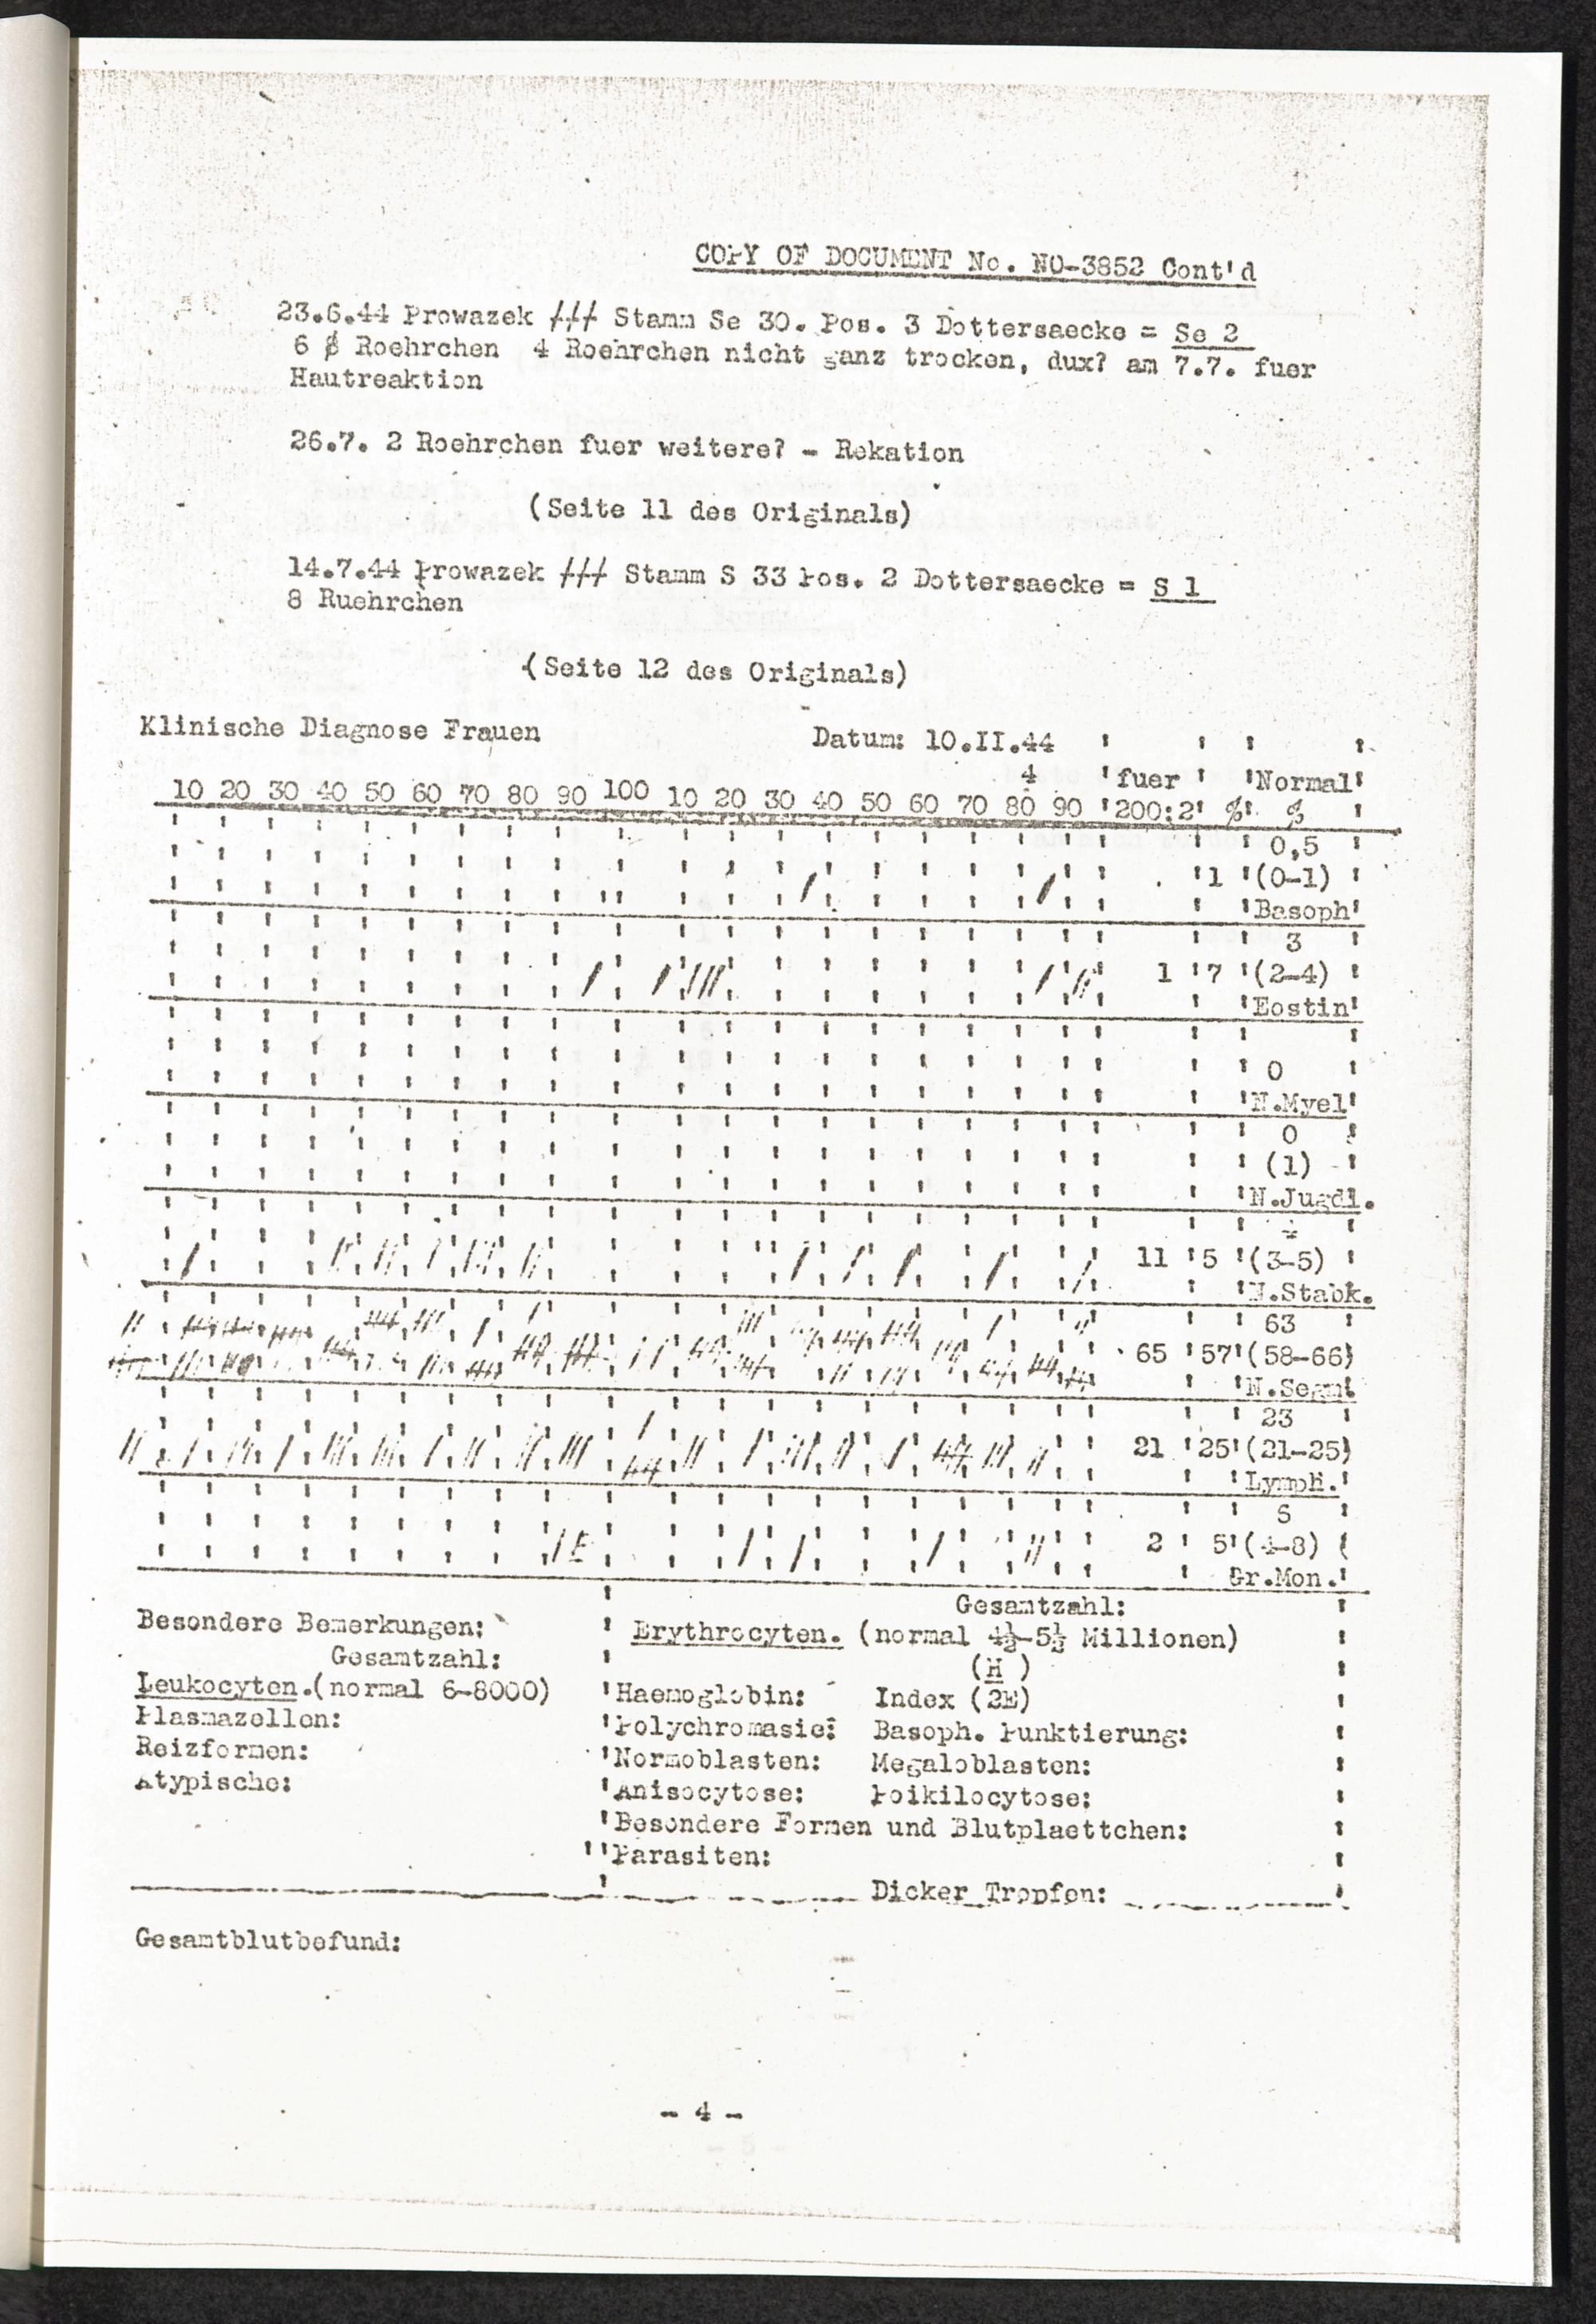 COPY OF DOCUMENT No. NO-3852 Cont'd
23.6.44 Prowazek /// Stamm Se 30. Pos. 3 Dottersaecke = Se 2
6 Roehrchen 4 Roehrchen nicht ganz trocken, dux? am 7.7. fuer
Hautreaktion
26.7. 2 Roehrchen fuer weitere? - Rekation
(Seite 11 des Originals)
14.7.44 Prowazek /// Stamm S 33 Pos. 2 Dottersaecke = S 1
8 Ruehrchen
(Seite 12 des Originals)
Klinische Diagnose Frauen Datum: 10.II.44
4 fuer Normal
10 20 30 40 50 60 70 80 90 100 10 20 30 40 50 60 70 80 90 200:2 % %
0,5
1 (0-1)
Basoph
3
1 7 (2-4)
Eostin
0
N.Myel
0
(1)
N.Jugdl.
4
11 5 (3-5)
N.Stabk.
63
65 57 (58-66)
N.Segmt
23
21 25 (21-25)
Lymph.
2 5 (4-8)
Gr.Mon.
Gesamtzahl:
Besondere Bemerkungen: Erythrocyten. (normal 4½-5½ Millionen)
Gesamtzahl: (H )
Leukocyten.(normal 6-8000) Haemoglobin: Index (2E)
Plasmazellen: Polychromasie: Basoph. Punktierung:
Reizformen: Normoblasten: Megaloblasten:
Atypische: Anisocytose: Poikilocytose:
Besondere Formen und Blutplaettchen:
Parasiten:
Dicker Tropfen:
Gesamtblutbefund:
- 4 -